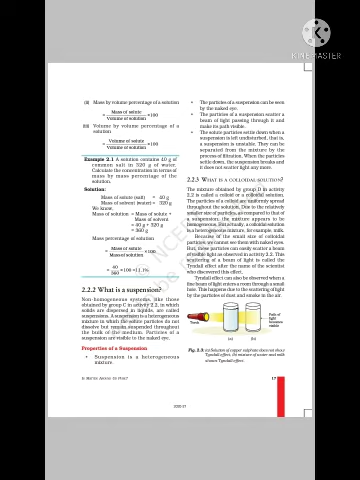 KINEMASTER
(ii) Mass by volume percentage of a solution
= Mass of solute / Volume of solution ×100
(iii) Volume by volume percentage of a
solution
= Volume of solute / Volume of solution ×100
Example 2.1 A solution contains 40 g of
common salt in 320 g of water.
Calculate the concentration in terms of
mass by mass percentage of the
solution.
Solution:
Mass of solute (salt) = 40 g
Mass of solvent (water) = 320 g
We know,
Mass of solution = Mass of solute +
Mass of solvent
= 40 g + 320 g
= 360 g
Mass percentage of solution
= Mass of solute / Mass of solution ×100
= 40 / 360 ×100 = 11.1%
2.2.2 What is a suspension?
Non-homogeneous systems, like those
obtained by group C in activity 2.2, in which
solids are dispersed in liquids, are called
suspensions. A suspension is a heterogeneous
mixture in which the solute particles do not
dissolve but remain suspended throughout
the bulk of the medium. Particles of a
suspension are visible to the naked eye.
Properties of a Suspension
• Suspension is a heterogeneous
mixture.
• The particles of a suspension can be seen
by the naked eye.
• The particles of a suspension scatter a
beam of light passing through it and
make its path visible.
• The solute particles settle down when a
suspension is left undisturbed, that is,
a suspension is unstable. They can be
separated from the mixture by the
process of filtration. When the particles
settle down, the suspension breaks and
it does not scatter light any more.
2.2.3 WHAT IS A COLLOIDAL SOLUTION?
The mixture obtained by group D in activity
2.2 is called a colloid or a colloidal solution.
The particles of a colloid are uniformly spread
throughout the solution. Due to the relatively
smaller size of particles, as compared to that of
a suspension, the mixture appears to be
homogeneous. But actually, a colloidal solution
is a heterogeneous mixture, for example, milk.
Because of the small size of colloidal
particles, we cannot see them with naked eyes.
But, these particles can easily scatter a beam
of visible light as observed in activity 2.2. This
scattering of a beam of light is called the
Tyndall effect after the name of the scientist
who discovered this effect.
Tyndall effect can also be observed when a
fine beam of light enters a room through a small
hole. This happens due to the scattering of light
by the particles of dust and smoke in the air.
Torch
Path of
light
becomes
visible
(a) (b)
Fig. 2.3: (a) Solution of copper sulphate does not show
Tyndall effect, (b) mixture of water and milk
shows Tyndall effect.
IS MATTER AROUND US PURE?
17
2020-21